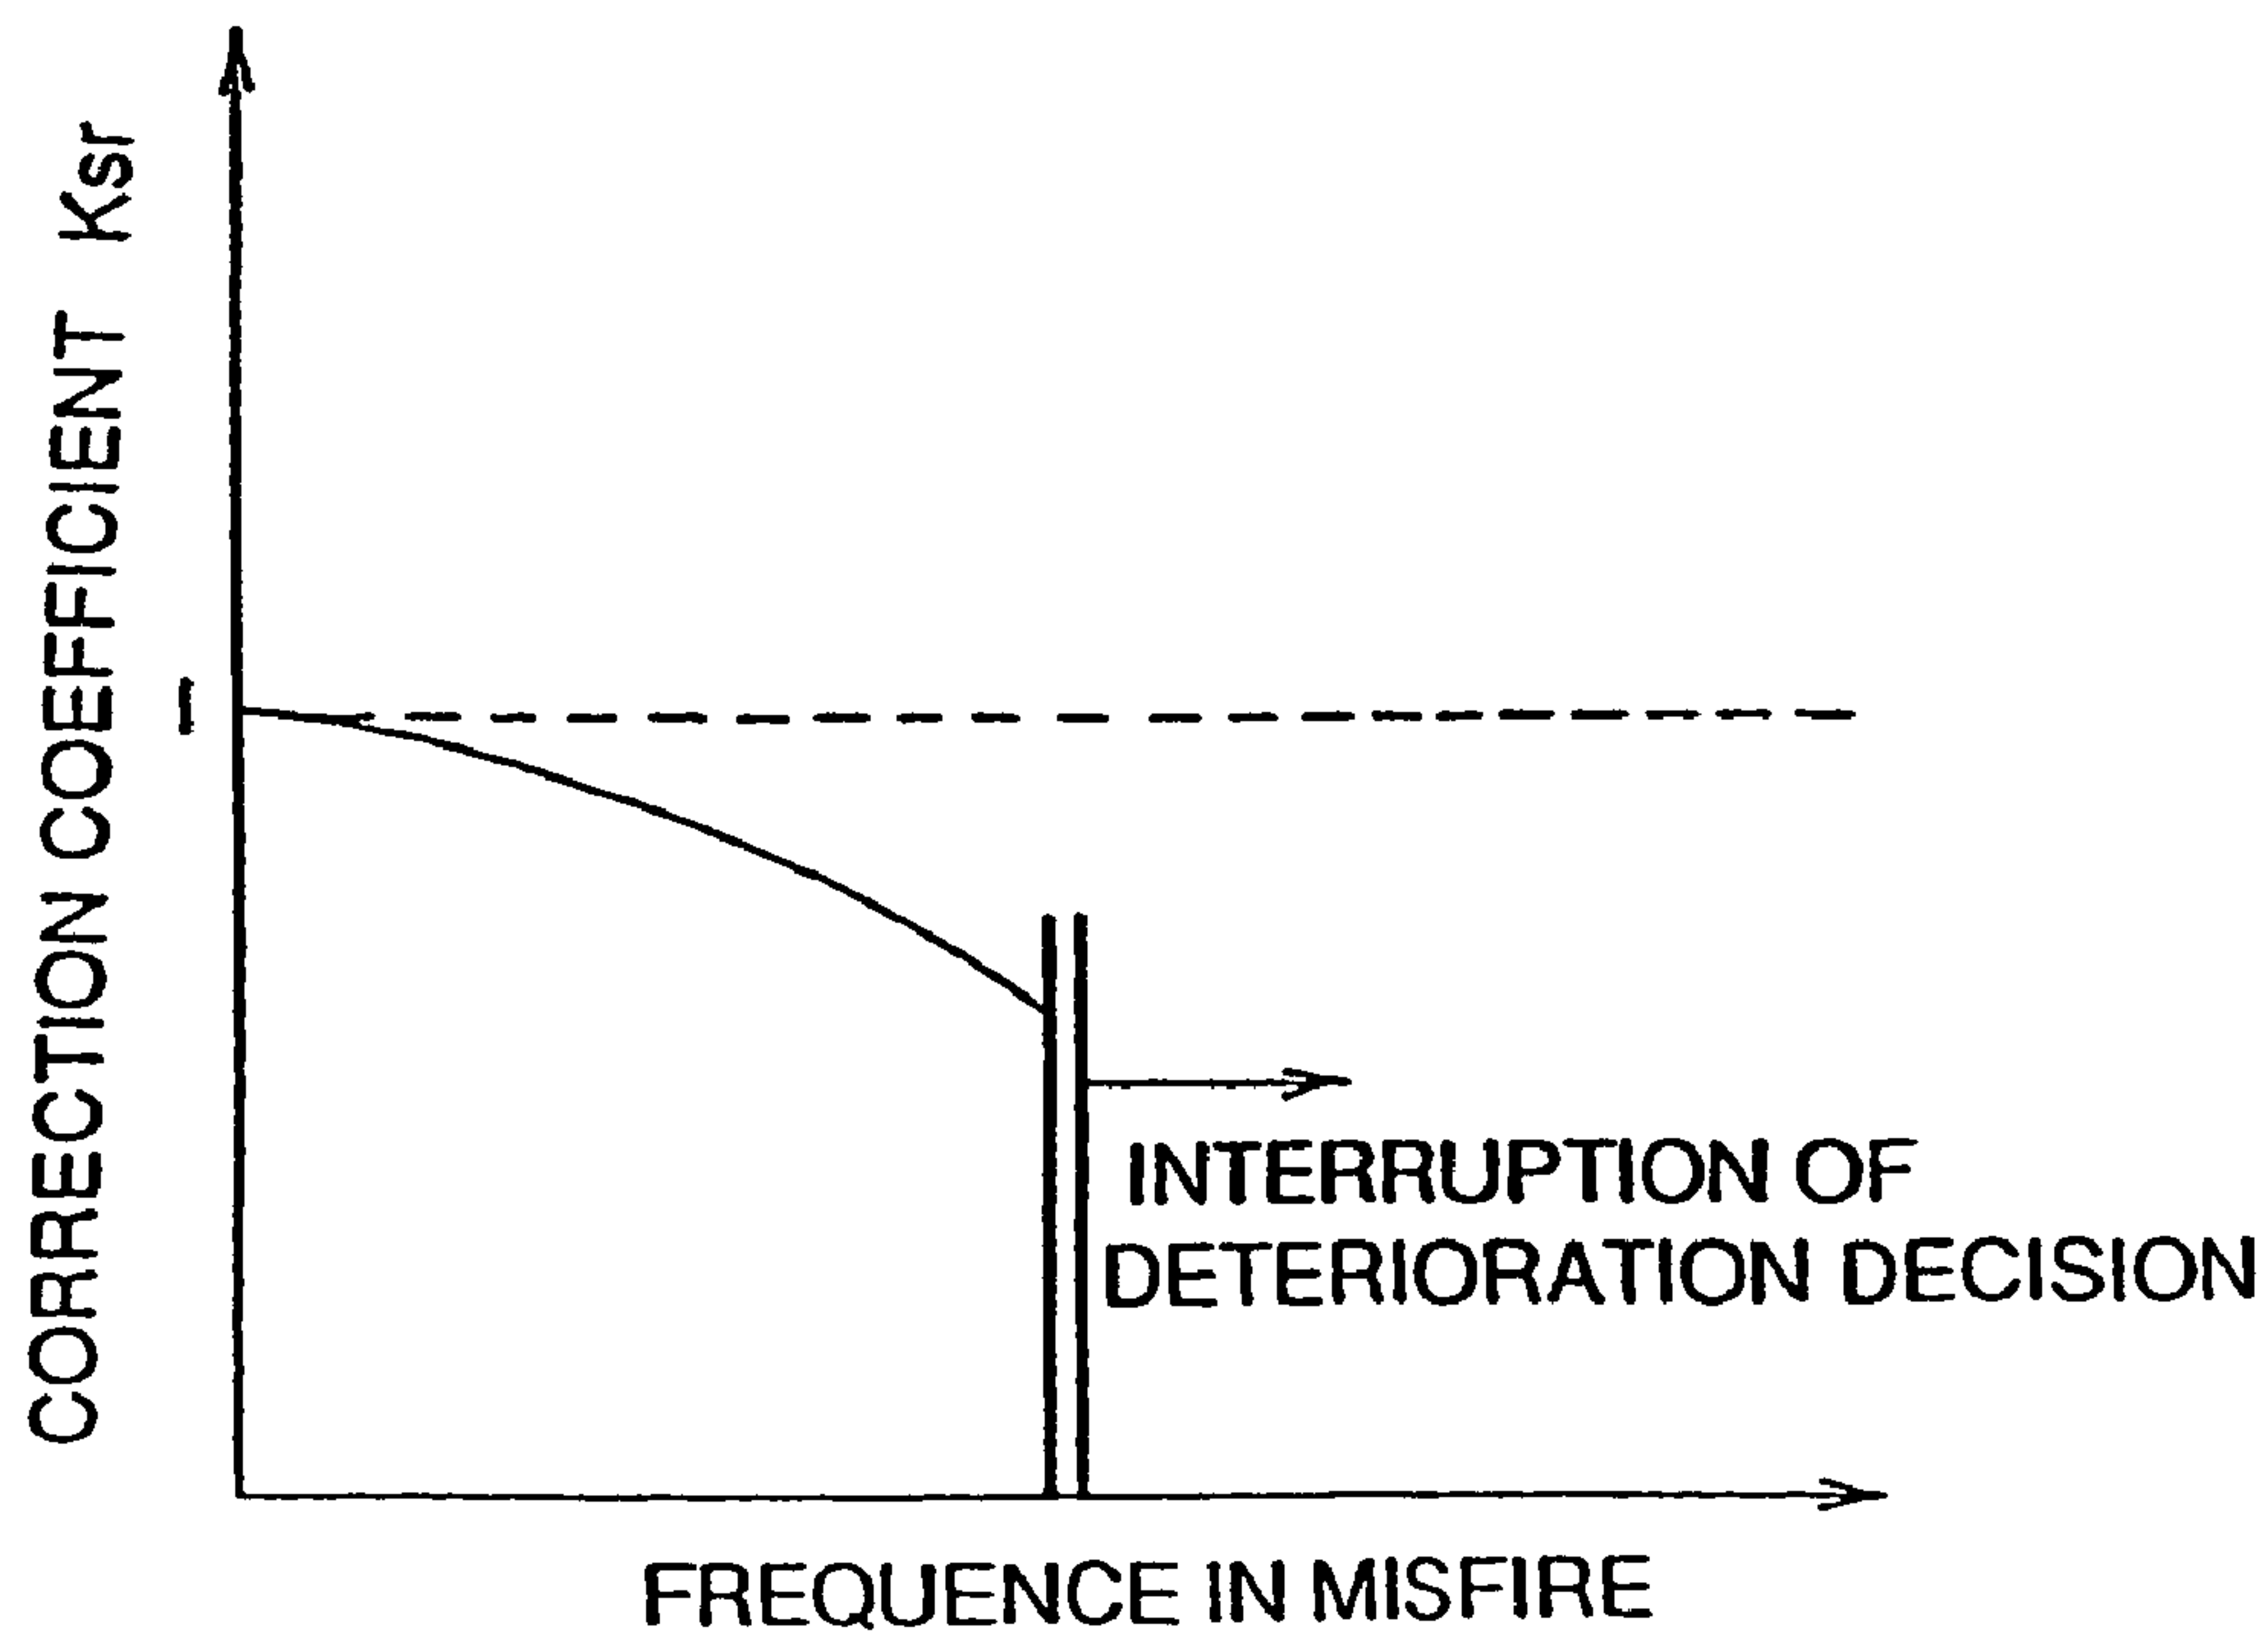 CORRECTION COEFFICIENT Ksr
1
INTERRUPTION OF
DETERIORATION DECISION
FREQUENCE IN MISFIRE